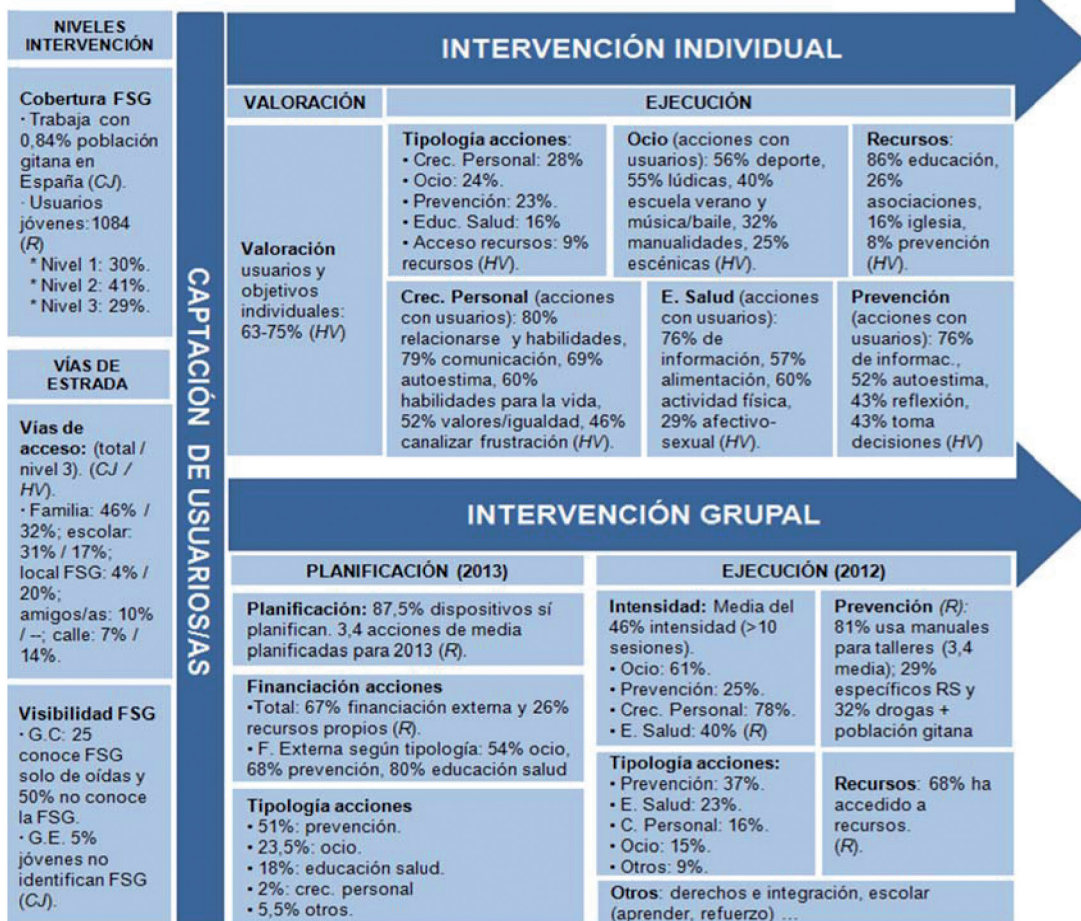 NIVELES
INTERVENCIÓN
Cobertura FSG
· Trabaja con
0,84% población
gitana en
España (CJ).
· Usuarios
jóvenes:1084
(R)
* Nivel 1: 30%.
* Nivel 2: 41%.
* Nivel 3: 29%.
VÍAS DE
ESTRADA
Vías de
acceso: (total /
nivel 3). (CJ /
HV).
· Familia: 46% /
32%; escolar:
31% / 17%;
local FSG: 4% /
20%;
amigos/as: 10%
/ --; calle: 7% /
14%.
Visibilidad FSG
· G.C: 25
conoce FSG
solo de oídas y
50% no conoce
la FSG.
· G.E. 5%
jóvenes no
identifican FSG
(CJ).
CAPTACIÓN DE USUARIOS/AS
INTERVENCIÓN INDIVIDUAL
VALORACIÓN
Valoración
usuarios y
objetivos
individuales:
63-75% (HV)
EJECUCIÓN
Tipología acciones:
• Crec. Personal: 28%
• Ocio: 24%.
• Prevención: 23%.
• Educ. Salud: 16%
• Acceso recursos: 9%
recursos (HV).
Ocio (acciones con
usuarios): 56% deporte,
55% lúdicas, 40%
escuela verano y
música/baile, 32%
manualidades, 25%
escénicas (HV).
Recursos:
86% educación,
26%
asociaciones,
16% iglesia,
8% prevención
(HV).
Crec. Personal (acciones
con usuarios): 80%
relacionarse y habilidades,
79% comunicación, 69%
autoestima, 60%
habilidades para la vida,
52% valores/igualdad, 46%
canalizar frustración (HV).
E. Salud (acciones
con usuarios):
76% de
información, 57%
alimentación, 60%
actividad física,
29% afectivo-
sexual (HV).
Prevención
(acciones con
usuarios): 76%
de informac.,
52% autoestima,
43% reflexión,
43% toma
decisiones (HV)
INTERVENCIÓN GRUPAL
PLANIFICACIÓN (2013)
Planificación: 87,5% dispositivos sí
planifican. 3,4 acciones de media
planificadas para 2013 (R).
Financiación acciones
•Total: 67% financiación externa y 26%
recursos propios (R).
• F. Externa según tipología: 54% ocio,
68% prevención, 80% educación salud
Tipología acciones
• 51%: prevención.
• 23,5%: ocio.
• 18%: educación salud.
• 2%: crec. personal
• 5,5% otros.
EJECUCIÓN (2012)
Intensidad: Media del
46% intensidad (>10
sesiones).
• Ocio: 61%.
• Prevención: 25%.
• Crec. Personal: 78%.
• E. Salud: 40% (R)
Prevención (R):
81% usa manuales
para talleres (3,4
media); 29%
específicos RS y
32% drogas +
población gitana
Tipología acciones:
• Prevención: 37%.
• E. Salud: 23%.
• C. Personal: 16%.
• Ocio: 15%.
• Otros: 9%.
Recursos: 68% ha
accedido a
recursos.
(R).
Otros: derechos e integración, escolar
(aprender, refuerzo) ...